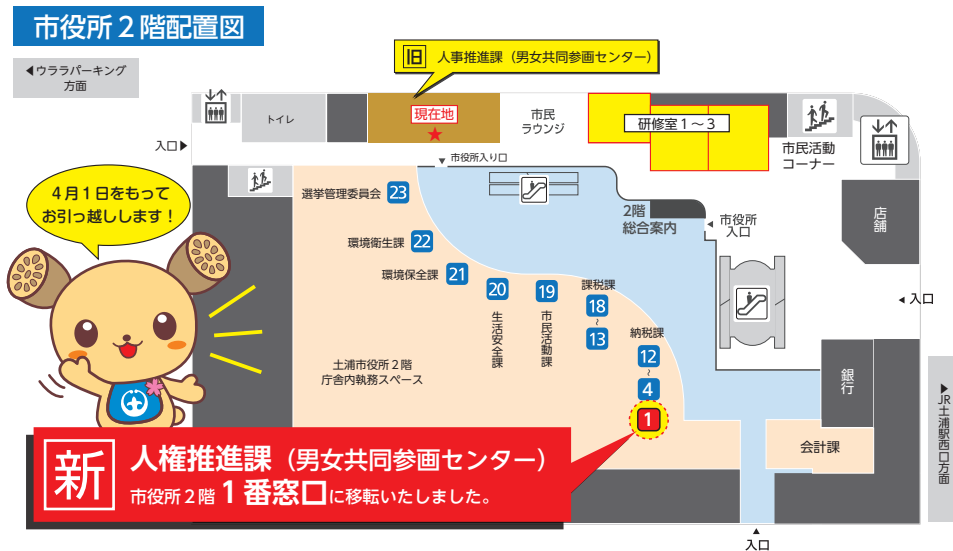 市役所２階配置図
◀ウララパーキング
方面
旧 人事推進課（男女共同参画センター）
トイレ
現在地
★
市民
ラウンジ
研修室１～３
市民活動
コーナー
入口▶
▼ 市役所入り口
４月１日をもって
お引っ越しします！
選挙管理委員会 23
2階
総合案内
◀ 市役所
入口
店舗
環境衛生課 22
環境保全課 21
20
生活安全課
19
市民活動課
課税課
18
～
13
◀ 入口
納税課
12
～
4
1
土浦市役所２階
庁舎内執務スペース
銀行
▶JR土浦駅西口方面
会計課
新 人権推進課（男女共同参画センター）
市役所２階 1番窓口に移転いたしました。
▲
入口